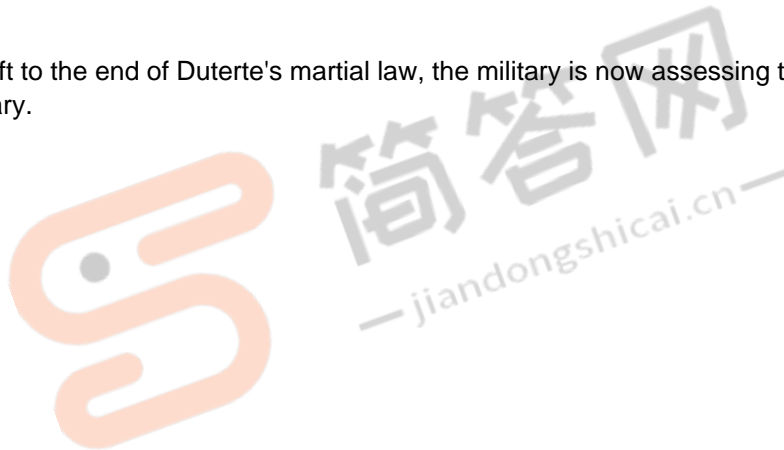 ft to the end of Duterte's martial law, the military is now assessing t
ary.
简答网
jiandongshicai.cn